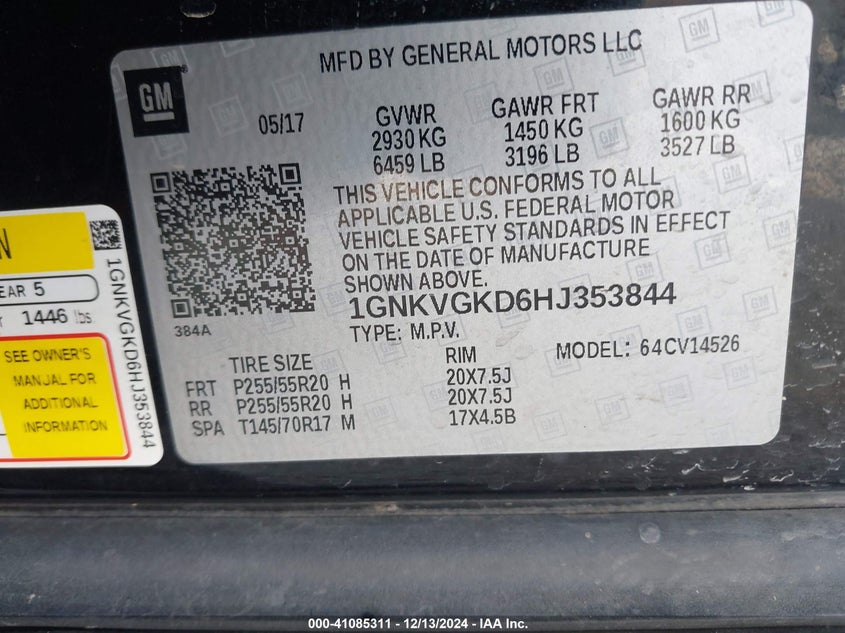 MFD BY GENERAL MOTORS LLC
GM
05/17
GVWR GAWR FRT GAWR RR
2930 KG 1450 KG 1600 KG
6459 LB 3196 LB 3527 LB
THIS VEHICLE CONFORMS TO ALL
APPLICABLE U.S. FEDERAL MOTOR
VEHICLE SAFETY STANDARDS IN EFFECT
ON THE DATE OF MANUFACTURE
SHOWN ABOVE.
384A
1GNKVGKD6HJ353844
TYPE: M.P.V.
MODEL: 64CV14526
TIRE SIZE RIM
FRT P255/55R20 H 20X7.5J
RR P255/55R20 H 20X7.5J
SPA T145/70R17 M 17X4.5B
5
1446 lbs
SEE OWNER'S
MANUAL FOR
ADDITIONAL
INFORMATION
1GNKVGKD6HJ353844
000-41085311 - 12/13/2024 - IAA Inc.